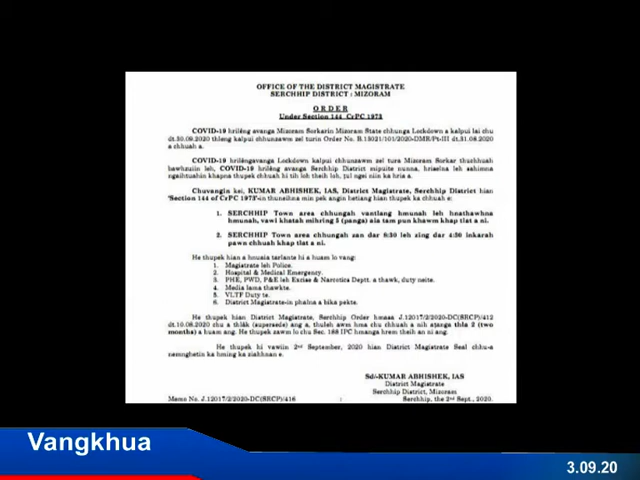 OFFICE OF THE DISTRICT MAGISTRATE
SERCHHIP DISTRICT : MIZORAM
ORDER
Under Section 144 CrPC 1973
COVID-19 hrilêng avanga Mizoram Sorkarin Mizoram State chhunga Lockdown a kalpui lai chu
dt.30.09.2020 thleng kalpui chhunzawm zel turin Order No. B.13021/101/2020-DMR/Pt-III dt.31.08.2020
a chhuah a.
COVID-19 hrilêngavanga Lockdown kalpui chhunzawm zel tura Mizoram Sorkar thuchhuah
bawhzuiin leh, COVID-19 hrilêng avanga Serchhip District mipuite nunna, hriselna leh sahimna
ngaihtuahin khapna thupek chhuah hi tih loh theih loh, tul ngei niin ka hria a.
Chuvangin kei, KUMAR ABHISHEK, IAS, District Magistrate, Serchhip District hian
'Section 144 of CrPC 1973'-in thuneihna min pek angin hetiang hian thupek ka chhuah e:
1. SERCHHIP Town area chhungah vantlang hmunah leh hnathawhna
hmunah, vawi khatah mihring 5 (panga) aia tam pun khawm khap tlat a ni.
2. SERCHHIP Town area chhungah zan dar 6:30 leh zing dar 4:30 inkarah
pawn chhuah khap tlat a ni.
He thupek hian a hnuaia tarlante hi a huam lo vang:
1. Magistrate leh Police.
2. Hospital & Medical Emergency.
3. PHE, PWD, P&E leh Excise & Narcotics Deptt. a thawk, duty neite.
4. Media lama thawkte.
5. VLTF Duty te.
6. District Magistrate-in phalna a bika pekte.
He thupek hian District Magistrate, Serchhip Order hmasa J.12017/2/2020-DC(SRCP)/412
dt.10.08.2020 chu a thlâk (supersede) ang a, thuleh awm hma chu chhuah a nih atanga thla 2 (two
months) a huam ang. He thupek zawm lo chu Sec. 188 IPC hmanga hrem theih an ni ang.
He thupek hi vawiin 2nd September, 2020 hian District Magistrate Seal chhu-a
nemnghetin ka hming ka ziakhnan e.
Sd/-KUMAR ABHISHEK, IAS
District Magistrate
Serchhip District, Mizoram
Memo No. J.12017/2/2020-DC(SRCP)/416 : Serchhip, the 2nd Sept., 2020.
Vangkhua
3.09.20